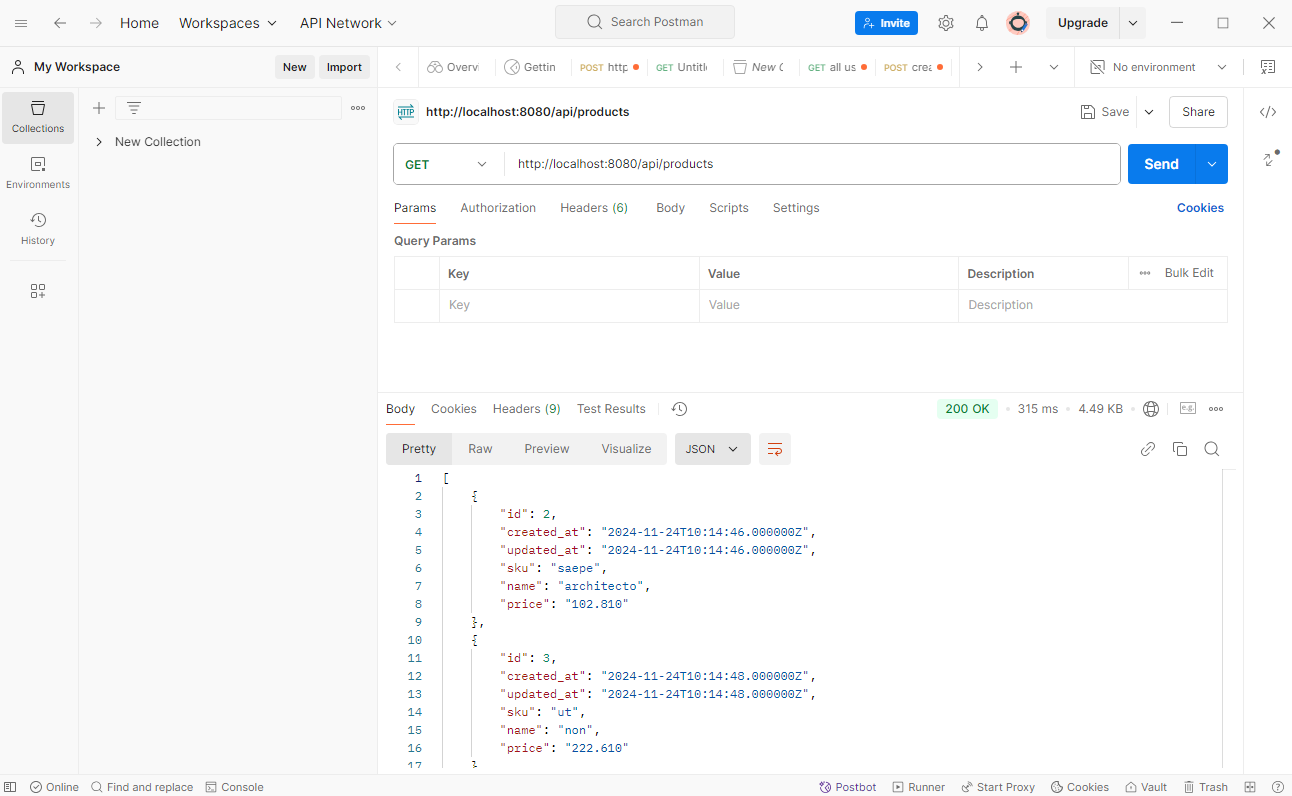 Home Workspaces API Network Search Postman Invite Upgrade
My Workspace New Import Overvi Gettin POST http GET Untitle New C GET all us POST crea No environment
Collections
New Collection
Environments
History
HTTP http://localhost:8080/api/products Save Share
GET http://localhost:8080/api/products Send
Params Authorization Headers (6) Body Scripts Settings Cookies
Query Params
Key Value Description Bulk Edit
Key Value Description
Body Cookies Headers (9) Test Results 200 OK 315 ms 4.49 KB e.g.
Pretty Raw Preview Visualize JSON
1 [
2 {
3 "id": 2,
4 "created_at": "2024-11-24T10:14:46.000000Z",
5 "updated_at": "2024-11-24T10:14:46.000000Z",
6 "sku": "saepe",
7 "name": "architecto",
8 "price": "102.810"
9 },
10 {
11 "id": 3,
12 "created_at": "2024-11-24T10:14:48.000000Z",
13 "updated_at": "2024-11-24T10:14:48.000000Z",
14 "sku": "ut",
15 "name": "non",
16 "price": "222.610"
17 }
Online Find and replace Console Postbot Runner Start Proxy Cookies Vault Trash